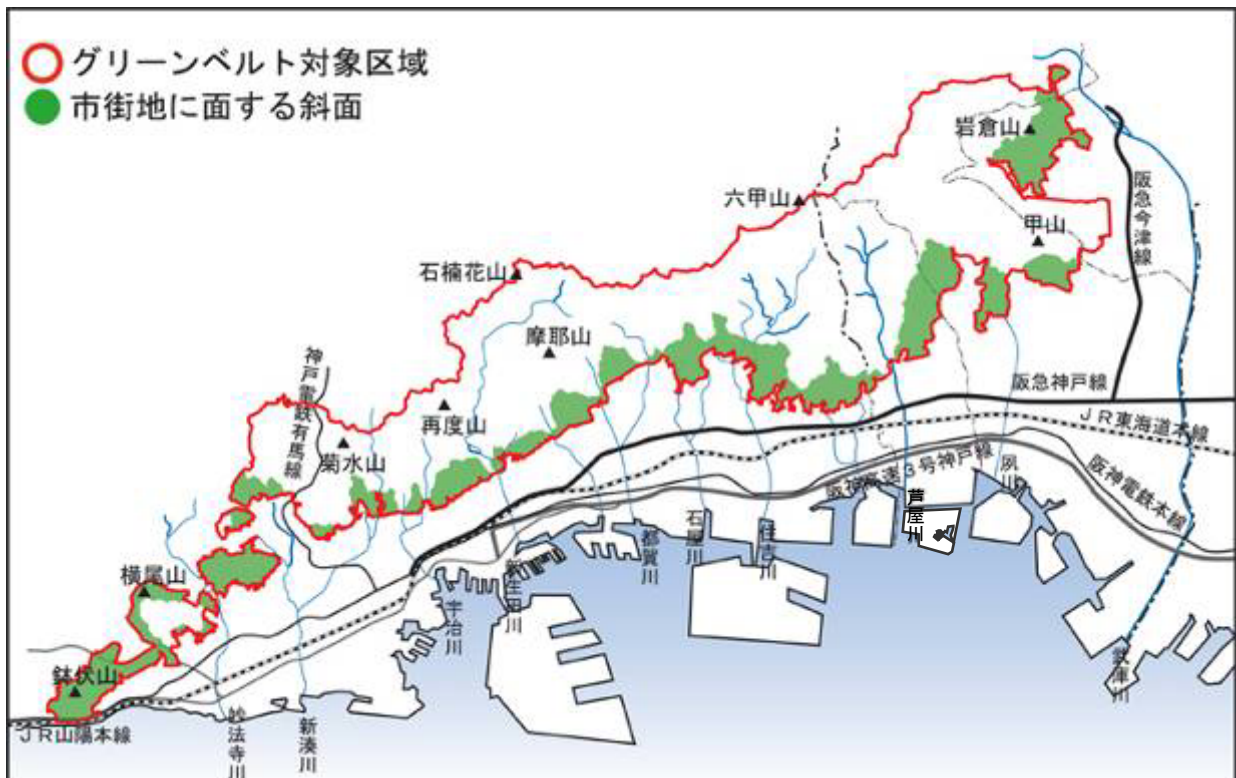 グリーンベルト対象区域
市街地に面する斜面
岩倉山
六甲山
阪急今津線
甲山
石楠花山
摩耶山
神戸電鉄有馬線
再度山
菊水山
阪急神戸線
JR東海道本線
阪神高速3号神戸線
夙川
阪神電鉄本線
芦屋川
横尾山
石屋川
住吉川
都賀川
新生田川
宇治川
武庫川
鉢伏山
JR山陽本線
妙法寺川
新湊川